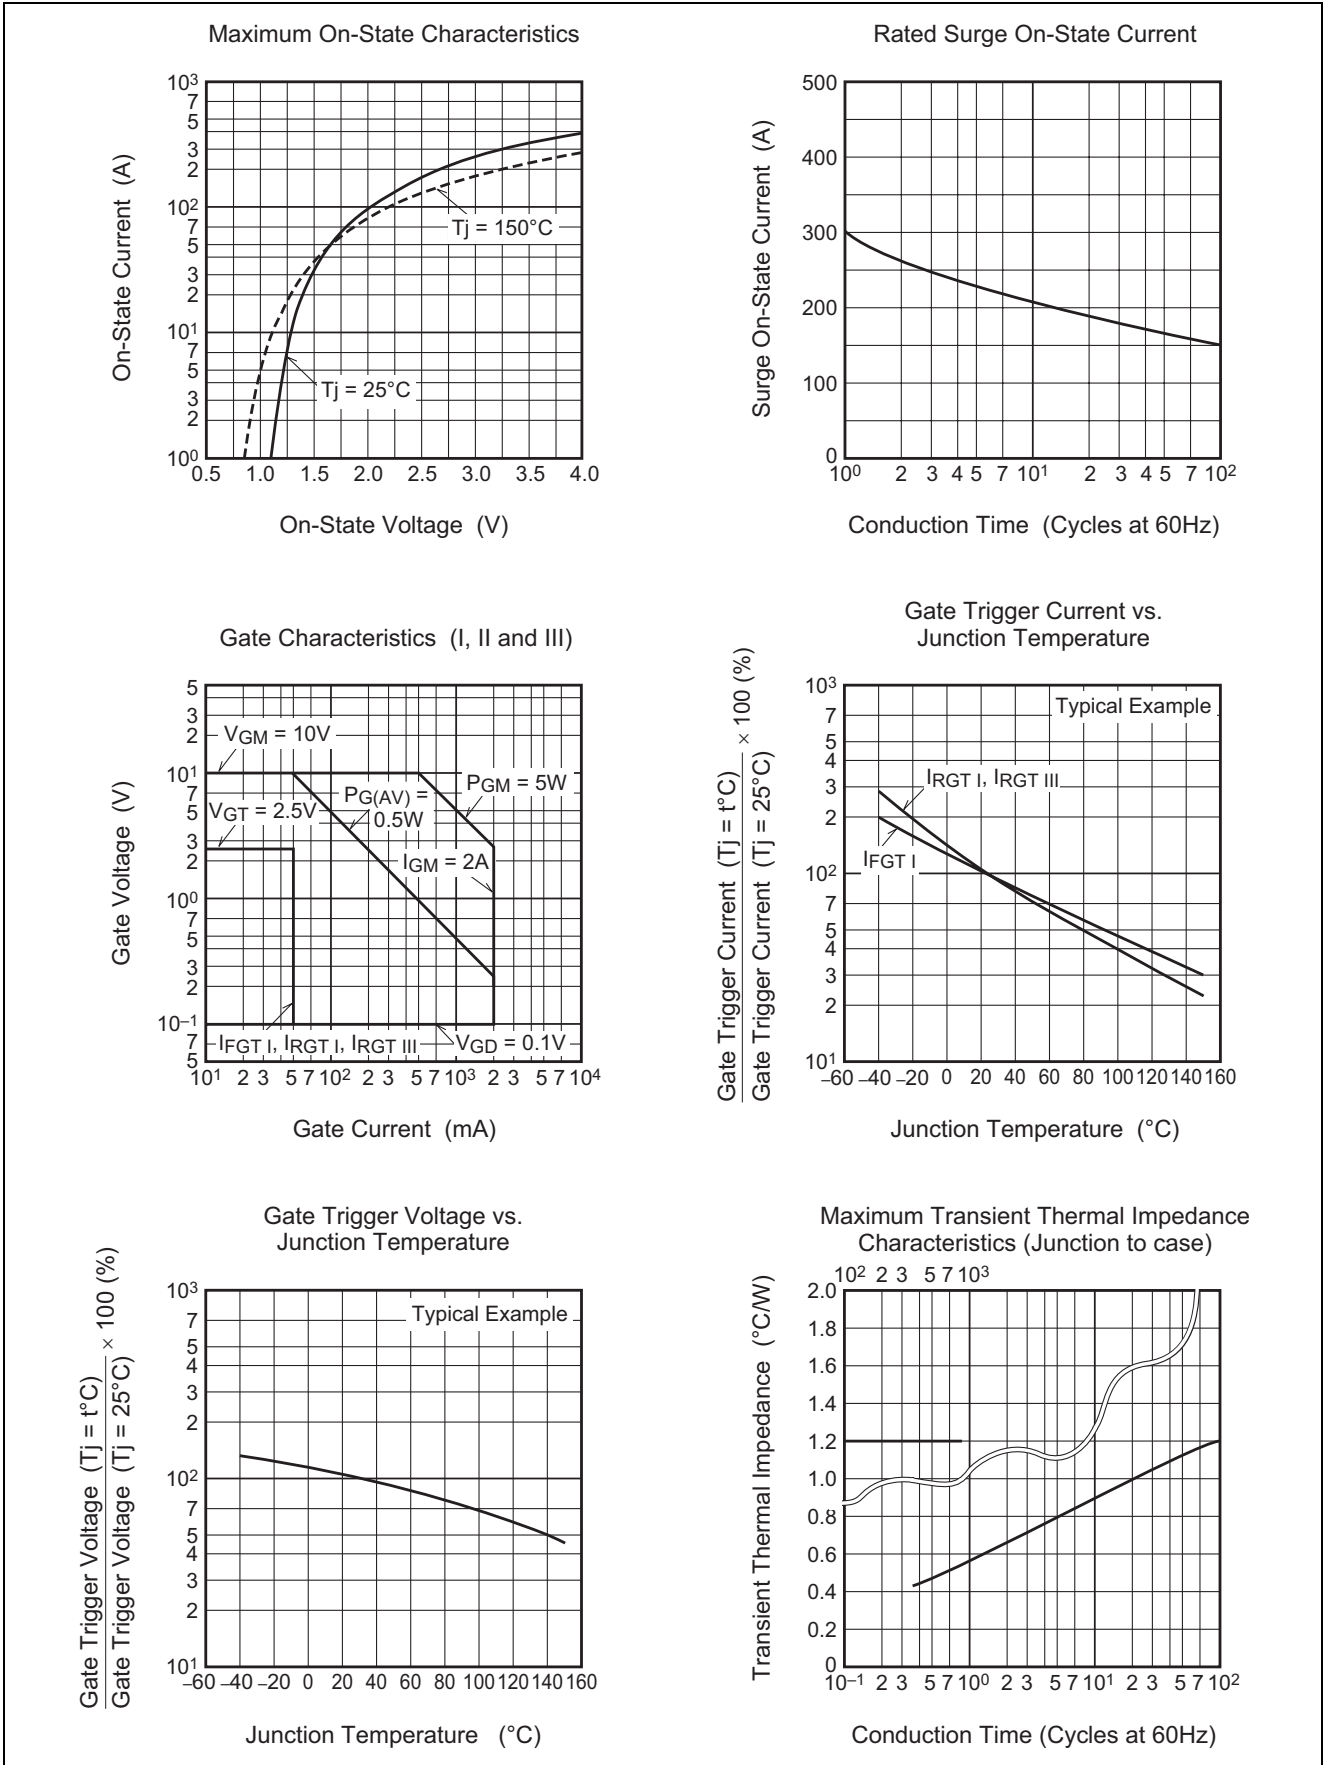 Maximum On-State Characteristics
On-State Current (A)
10³
7
5
3
2
10²
7
5
3
2
10¹
7
5
3
2
10⁰
Tj = 150°C
Tj = 25°C
0.5 1.0 1.5 2.0 2.5 3.0 3.5 4.0
On-State Voltage (V)
Rated Surge On-State Current
Surge On-State Current (A)
500
400
300
200
100
0
10⁰ 2 3 4 5 7 10¹ 2 3 4 5 7 10²
Conduction Time (Cycles at 60Hz)
Gate Characteristics (I, II and III)
Gate Voltage (V)
5
3
2
10¹
7
5
3
2
10⁰
7
5
3
2
10⁻¹
7
5
VGM = 10V
PG(AV) =
0.5W
PGM = 5W
VGT = 2.5V
IGM = 2A
IFGT I, IRGT I, IRGT III
VGD = 0.1V
10¹ 2 3 5 7 10² 2 3 5 7 10³ 2 3 5 7 10⁴
Gate Current (mA)
Gate Trigger Current vs.
Junction Temperature
Gate Trigger Current (Tj = t°C)
Gate Trigger Current (Tj = 25°C)
× 100 (%)
10³
7
5
4
3
2
10²
7
5
4
3
2
10¹
Typical Example
IRGT I, IRGT III
IFGT I
–60 –40 –20 0 20 40 60 80 100 120 140 160
Junction Temperature (°C)
Gate Trigger Voltage vs.
Junction Temperature
Gate Trigger Voltage (Tj = t°C)
Gate Trigger Voltage (Tj = 25°C)
× 100 (%)
10³
7
5
4
3
2
10²
7
5
4
3
2
10¹
Typical Example
–60 –40 –20 0 20 40 60 80 100 120 140 160
Junction Temperature (°C)
Maximum Transient Thermal Impedance
Characteristics (Junction to case)
Transient Thermal Impedance (°C/W)
10² 2 3 5 7 10³
2.0
1.8
1.6
1.4
1.2
1.0
0.8
0.6
0.4
0.2
0
10⁻¹ 2 3 5 7 10⁰ 2 3 5 7 10¹ 2 3 5 7 10²
Conduction Time (Cycles at 60Hz)